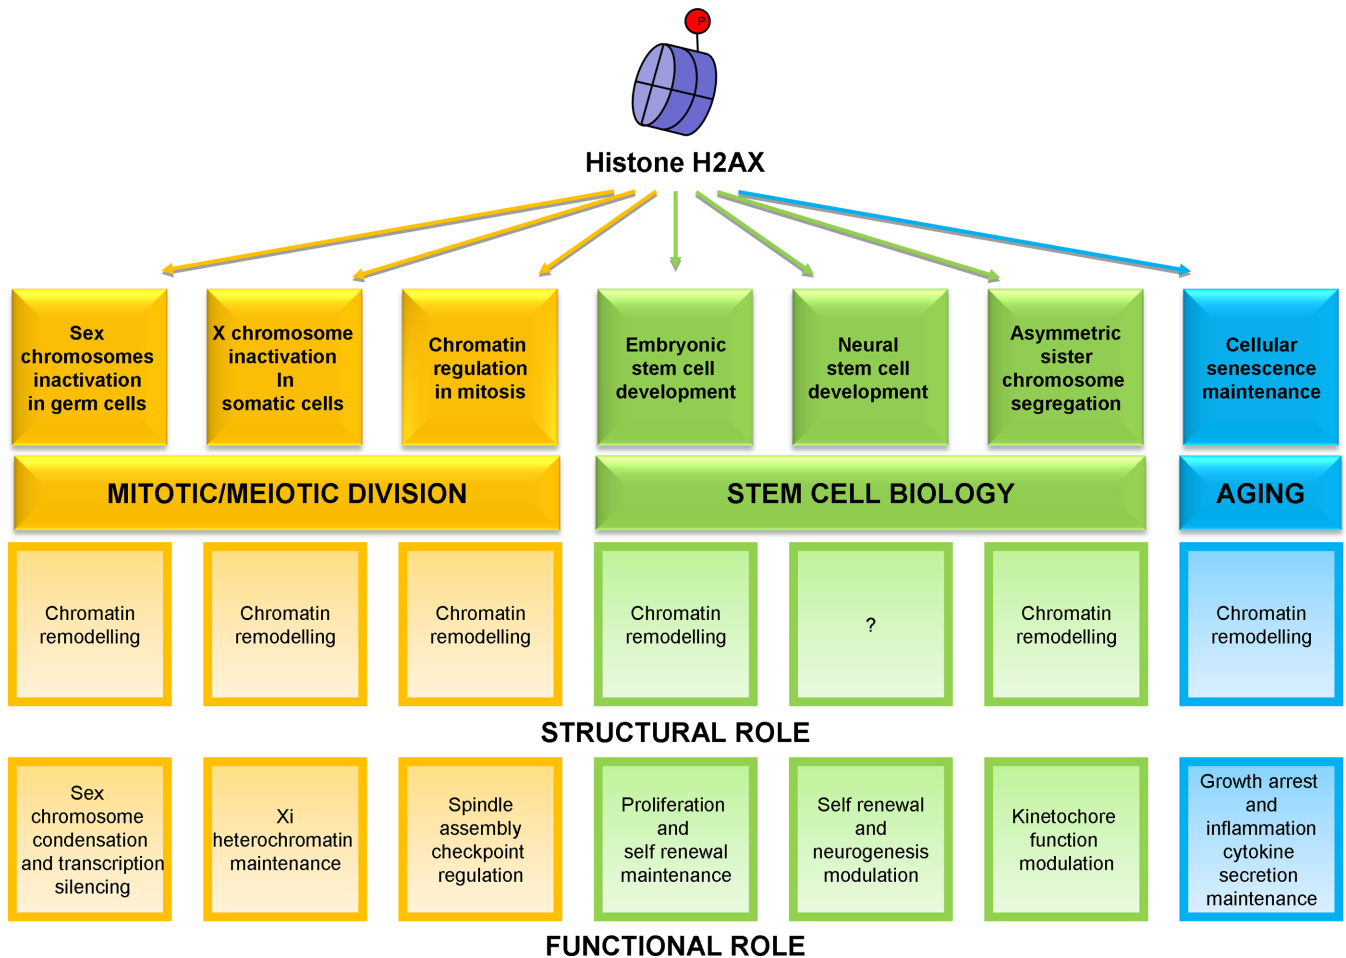 P
Histone H2AX
Sex
chromosomes
inactivation
in germ cells
X chromosome
inactivation
In
somatic cells
Chromatin
regulation
in mitosis
Embryonic
stem cell
development
Neural
stem cell
development
Asymmetric
sister
chromosome
segregation
Cellular
senescence
maintenance
MITOTIC/MEIOTIC DIVISION
STEM CELL BIOLOGY
AGING
Chromatin
remodelling
Chromatin
remodelling
Chromatin
remodelling
Chromatin
remodelling
?
Chromatin
remodelling
Chromatin
remodelling
STRUCTURAL ROLE
Sex
chromosome
condensation
and transcription
silencing
Xi
heterochromatin
maintenance
Spindle
assembly
checkpoint
regulation
Proliferation
and
self renewal
maintenance
Self renewal
and
neurogenesis
modulation
Kinetochore
function
modulation
Growth arrest
and
inflammation
cytokine
secretion
maintenance
FUNCTIONAL ROLE